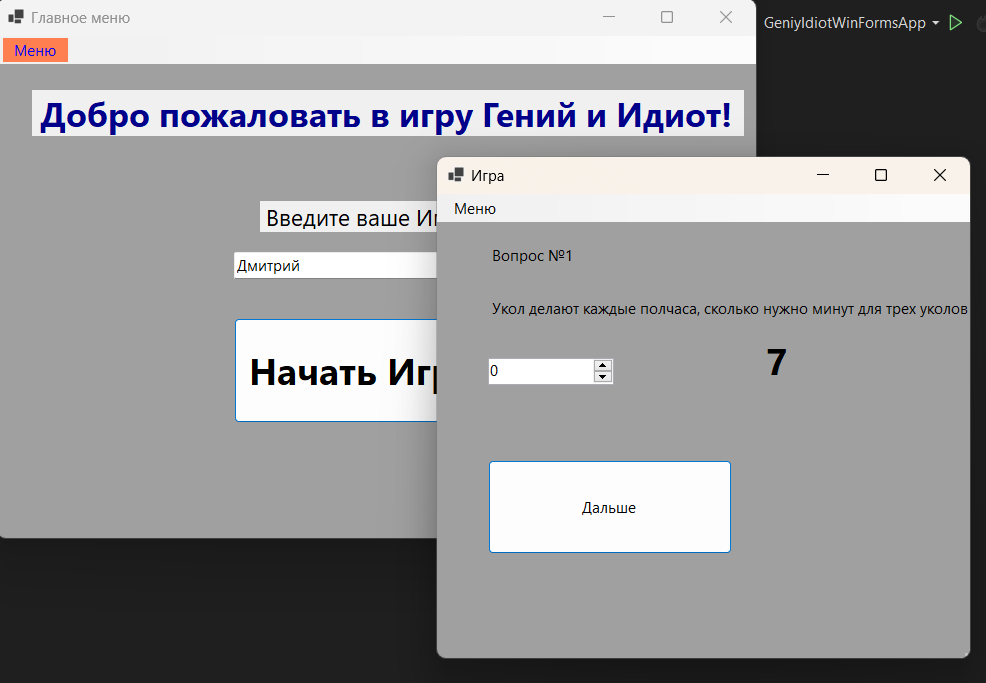 Главное меню
GeniyIdiotWinFormsApp
Меню
Добро пожаловать в игру Гений и Идиот!
Введите ваше
Дмитрий
Начать
Игра
Меню
Вопрос №1
Укол делают каждые полчаса, сколько нужно минут для трех уколов
7
0
Дальше